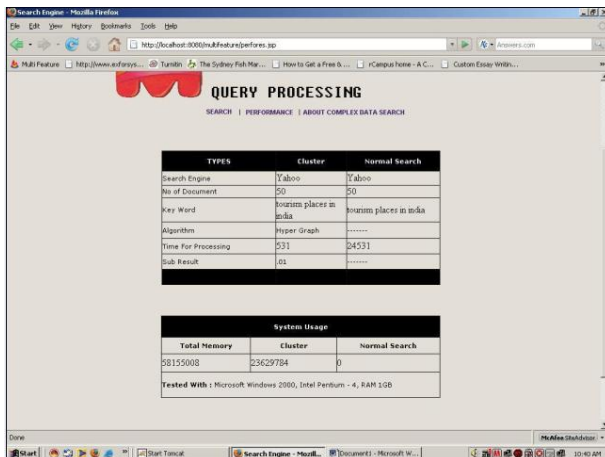 Search Engine - Mozilla Firefox
File Edit View History Bookmarks Tools Help
http://localhost:8080/multifeature/perfores.jsp
Answers.com
Multi Feature http://www.exforsys... Turnitin The Sydney Fish Mar... How to Get a Free & ... rCampus home - A C... Custom Essay Writin...
QUERY PROCESSING
SEARCH | PERFORMANCE | ABOUT COMPLEX DATA SEARCH
TYPES Cluster Normal Search
Search Engine Yahoo Yahoo
No of Document 50 50
Key Word tourism places in india tourism places in india
Algorithm Hyper Graph -------
Time For Processing 531 24531
Sub Result .01 -------
System Usage
Total Memory Cluster Normal Search
58155008 23629784 0
Tested With : Microsoft Windows 2000, Intel Pentium - 4, RAM 1GB
Done McAfee SiteAdvisor
Start Start Tomcat Search Engine - Mozill... Document1 - Microsoft W... 10:40 AM